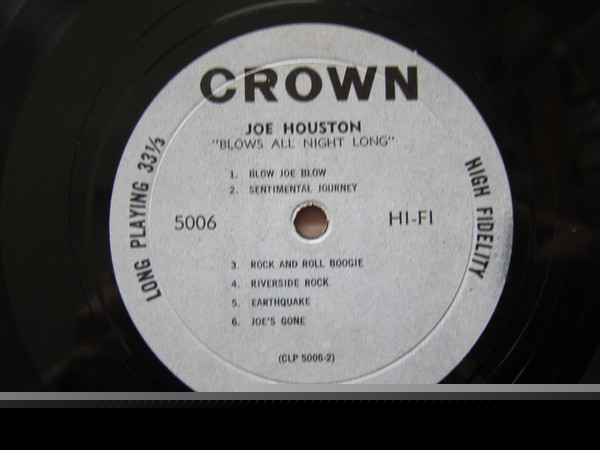 CROWN
JOE HOUSTON
"BLOWS ALL NIGHT LONG"
1. BLOW JOE BLOW
2. SENTIMENTAL JOURNEY
LONG PLAYING 33⅓
5006
HI-FI
HIGH FIDELITY
3. ROCK AND ROLL BOOGIE
4. RIVERSIDE ROCK
5. EARTHQUAKE
6. JOE'S GONE
(CLP 5006-2)